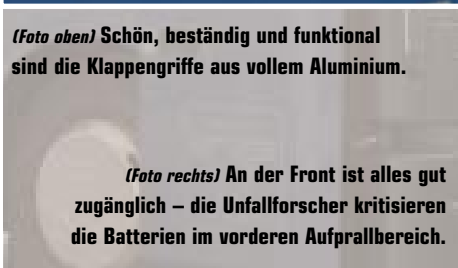 (Foto oben) Schön, beständig und funktional
sind die Klappengriffe aus vollem Aluminium.
(Foto rechts) An der Front ist alles gut
zugänglich – die Unfallforscher kritisieren
die Batterien im vorderen Aufprallbereich.